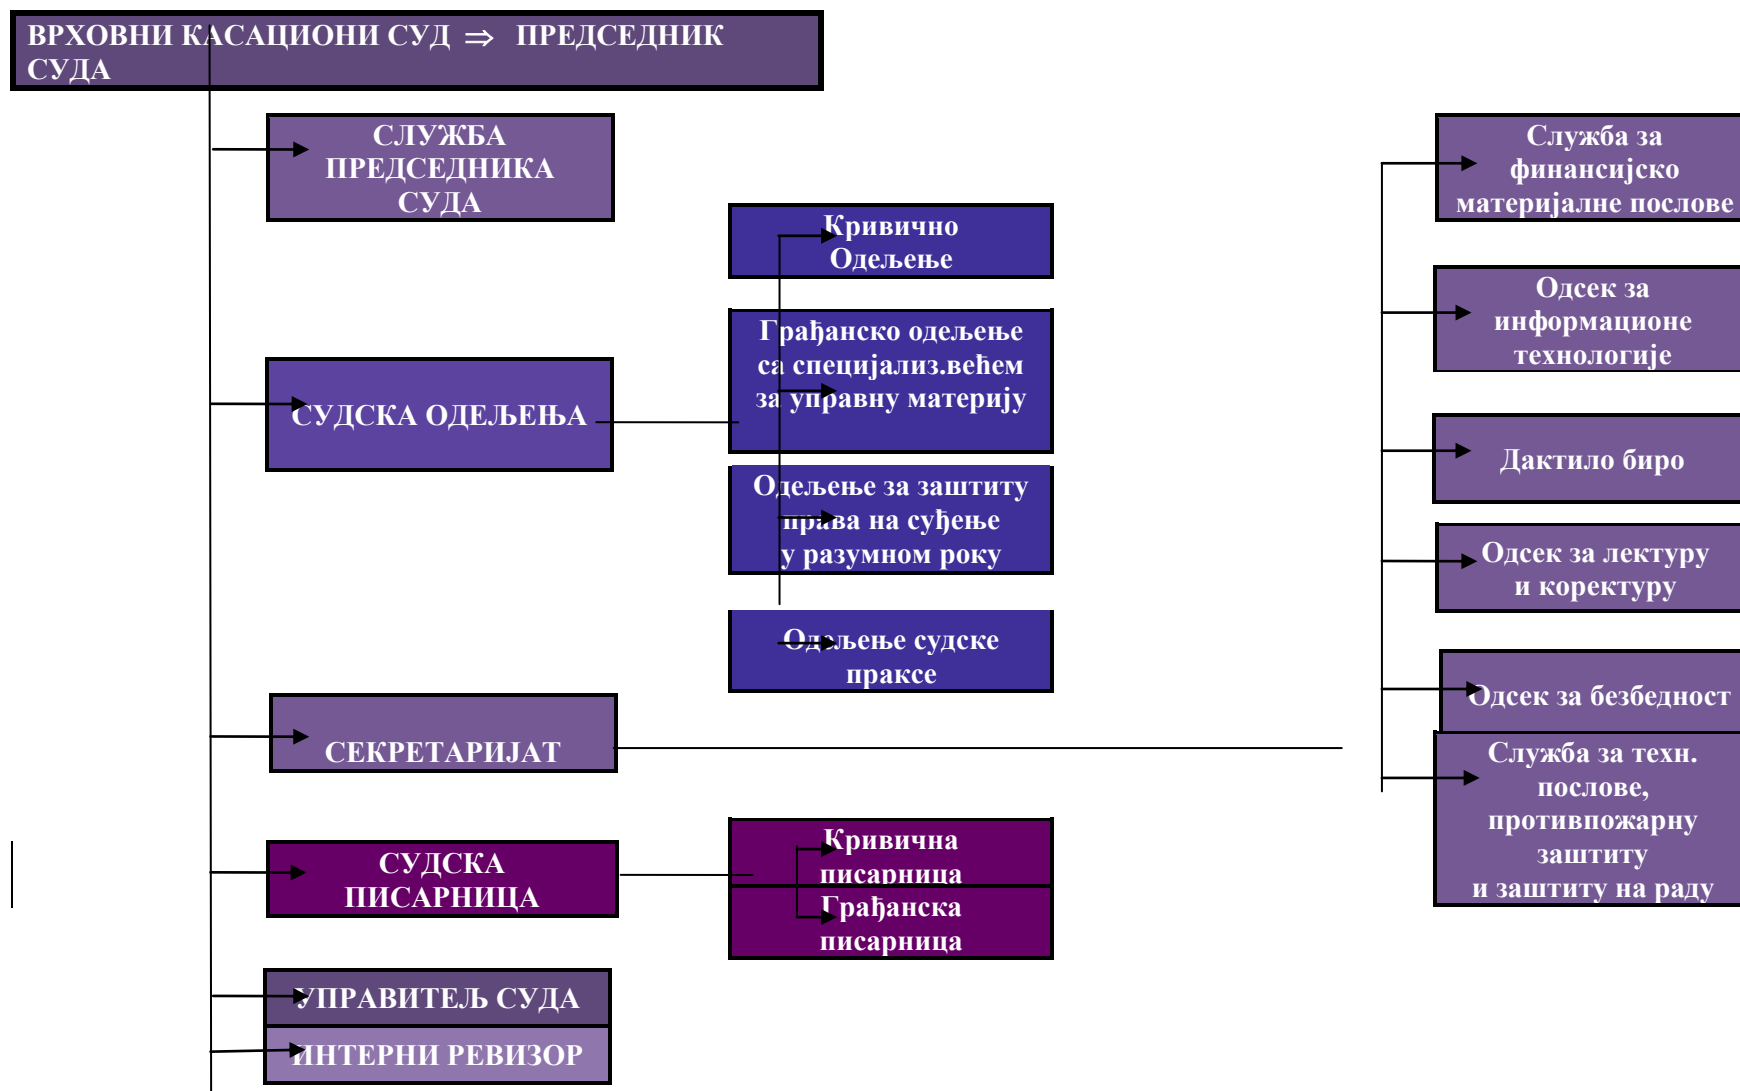 ВРХОВНИ КАСАЦИОНИ СУД ⇒ ПРЕДСЕДНИК
СУДА
СЛУЖБА
ПРЕДСЕДНИКА
СУДА
СУДСКА ОДЕЉЕЊА
Кривично
Одељење
Грађанско одељење
са специјализ.већем
за управну материју
Одељење за заштиту
права на суђење
у разумном року
Одељење судске
праксе
СЕКРЕТАРИЈАТ
Служба за
финансијско
материјалне послове
Одсек за
информационе
технологије
Дактило биро
Одсек за лектуру
и коректуру
Одсек за безбедност
Служба за техн.
послове,
противпожарну
заштиту
и заштиту на раду
СУДСКА
ПИСАРНИЦА
Кривична
писарница
Грађанска
писарница
УПРАВИТЕЉ СУДА
ИНТЕРНИ РЕВИЗОР